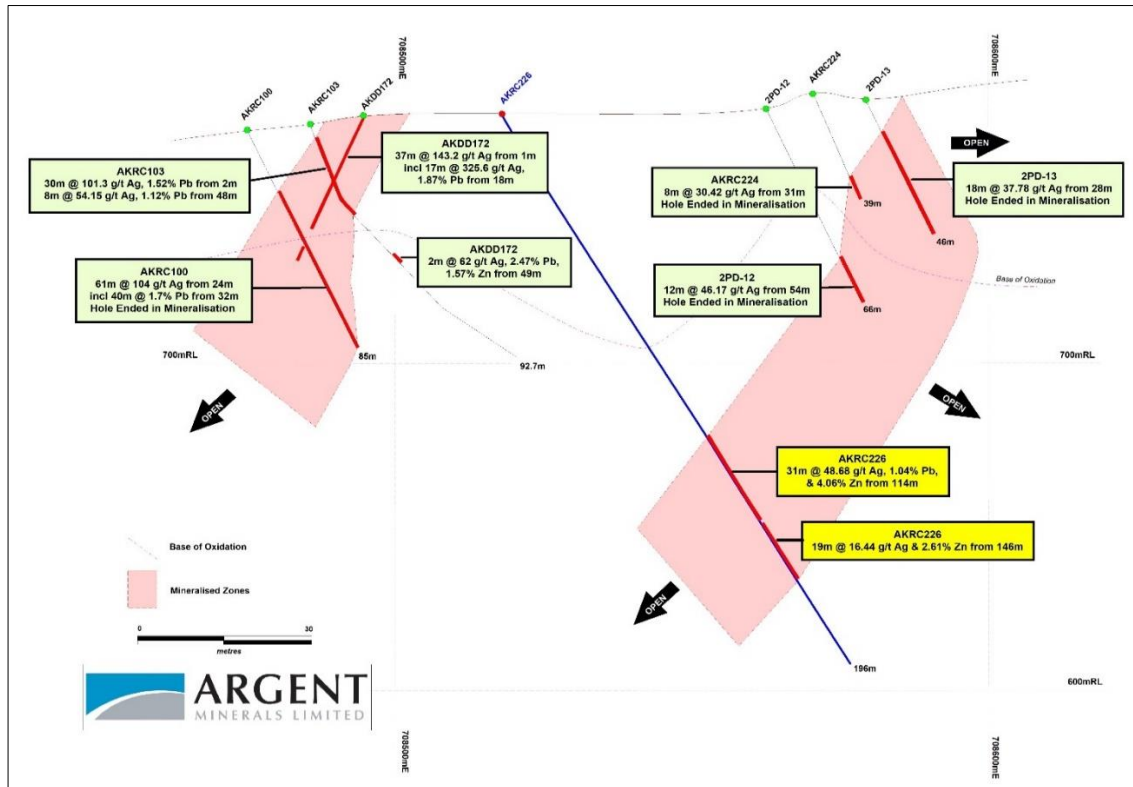 708500mE
708600mE
AKRC100
AKRC103
AKDD172
AKRC226
2PD-12
AKRC224
2PD-13
OPEN
AKRC103
30m @ 101.3 g/t Ag, 1.52% Pb from 2m
8m @ 54.15 g/t Ag, 1.12% Pb from 48m
AKDD172
37m @ 143.2 g/t Ag from 1m
incl 17m @ 325.6 g/t Ag,
1.87% Pb from 18m
AKRC224
8m @ 30.42 g/t Ag from 31m
Hole Ended in Mineralisation
39m
2PD-13
18m @ 37.78 g/t Ag from 28m
Hole Ended in Mineralisation
46m
AKRC100
61m @ 104 g/t Ag from 24m
incl 40m @ 1.7% Pb from 32m
Hole Ended in Mineralisation
AKDD172
2m @ 62 g/t Ag, 2.47% Pb,
1.57% Zn from 49m
2PD-12
12m @ 46.17 g/t Ag from 54m
Hole Ended in Mineralisation
66m
Base of Oxidation
700mRL
85m
92.7m
700mRL
OPEN
OPEN
AKRC226
31m @ 48.68 g/t Ag, 1.04% Pb,
& 4.06% Zn from 114m
AKRC226
19m @ 16.44 g/t Ag & 2.61% Zn from 146m
Base of Oxidation
Mineralised Zones
OPEN
0 30
metres
196m
600mRL
ARGENT
MINERALS LIMITED
708500mE
708600mE